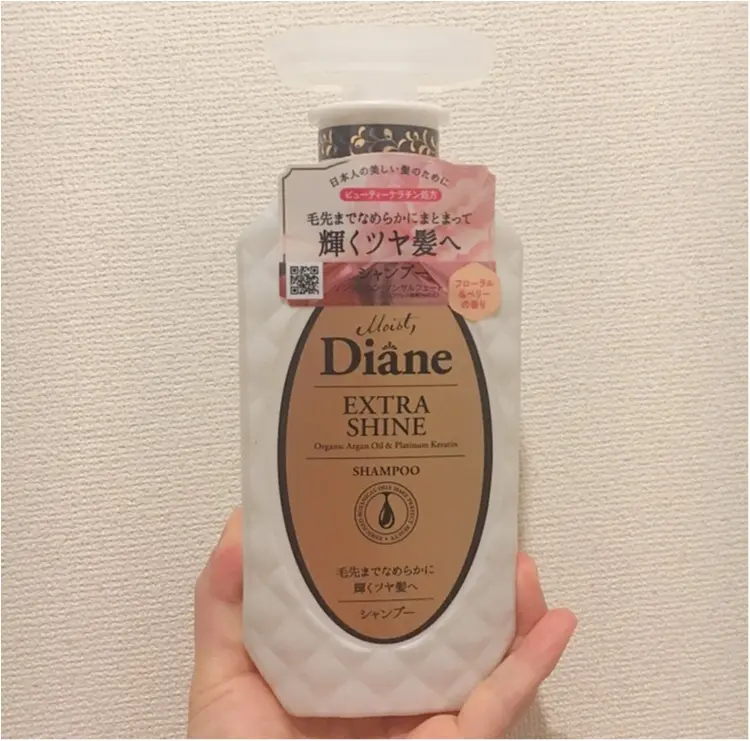 日本人の美しい髪のために
ビューティーケラチン処方
毛先までなめらかにまとまって
輝くツヤ髪へ
シャンプー
フローラル
&ベリー
の香り
Moist,
Diane
EXTRA
SHINE
Organic Argan Oil & Platinum Keratin
SHAMPOO
毛先までなめらかに
輝くツヤ髪へ
シャンプー